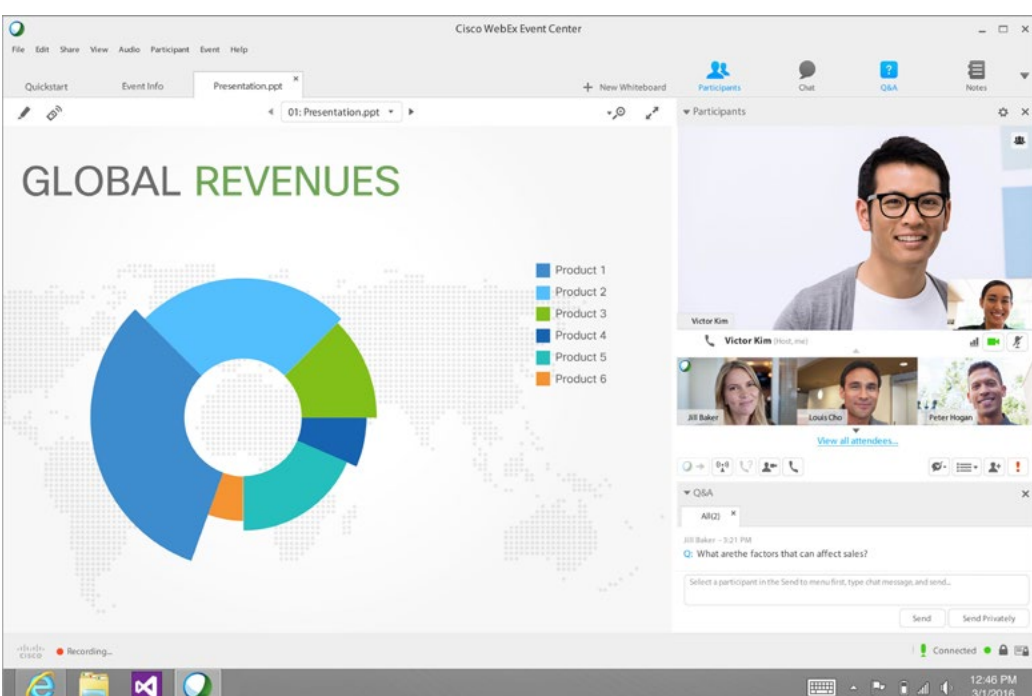 Cisco WebEx Event Center
File Edit Share View Audio Participant Event Help
Quickstart Event Info Presentation.ppt × + New Whiteboard
Participants Chat Q&A Notes
01: Presentation.ppt
Participants
GLOBAL REVENUES
Product 1
Product 2
Product 3
Product 4
Product 5
Product 6
Victor Kim
Victor Kim (Host, me)
Jill Baker Louis Cho Peter Hogan
View all attendees...
Q&A
All(2) ×
Jill Baker - 3:21 PM
Q: What arethe factors that can affect sales?
Select a participant in the Send to menu first, type chat message, and send...
Send Send Privately
cisco Recording... Connected
12:46 PM
3/1/2016